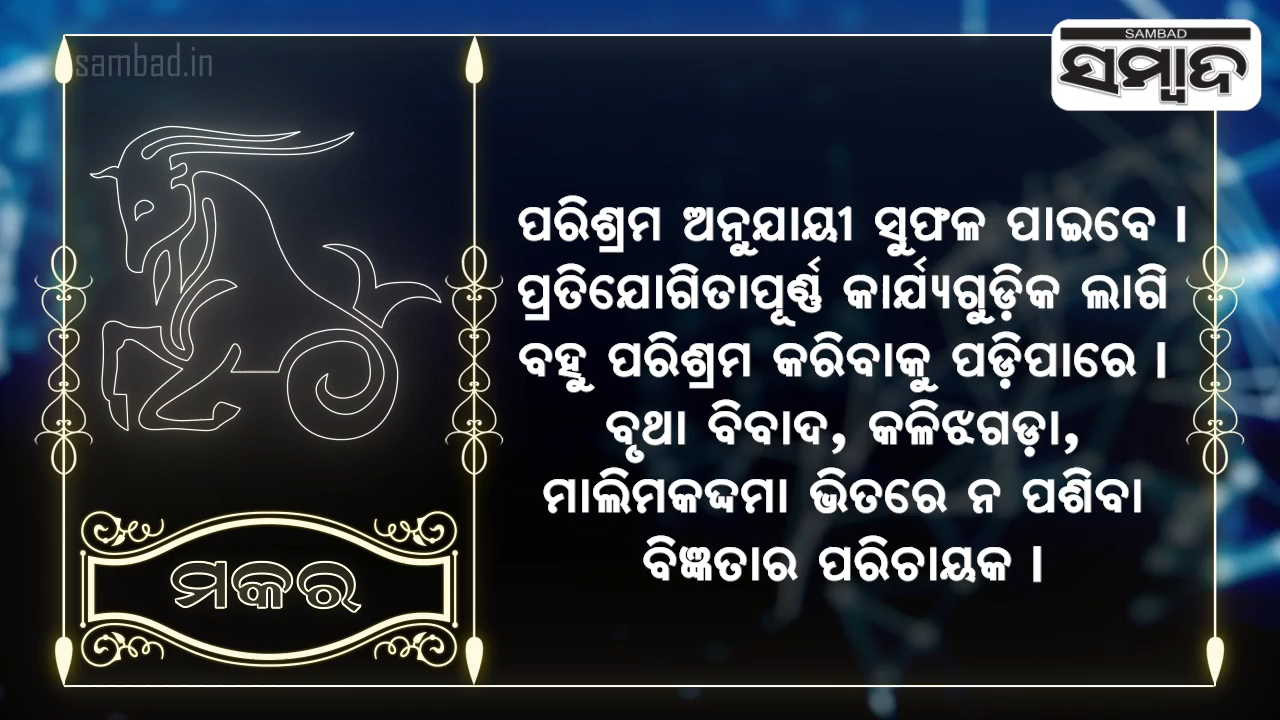 sambad.in
SAMBAD
ସମ୍ବାଦ
ପରିଶ୍ରମ ଅନୁଯାୟୀ ସୁଫଳ ପାଇବେ ।
ପ୍ରତିଯୋଗିତାପୂର୍ଣ୍ଣ କାର୍ଯ୍ୟଗୁଡ଼ିକ ଲାଗି
ବହୁ ପରିଶ୍ରମ କରିବାକୁ ପଡ଼ିପାରେ ।
ବୃଥା ବିବାଦ, କଳିଝଗଡ଼ା,
ମାଲିମକଦ୍ଦମା ଭିତରେ ନ ପଶିବା
ବିଜ୍ଞତାର ପରିଚାୟକ ।
ମକର